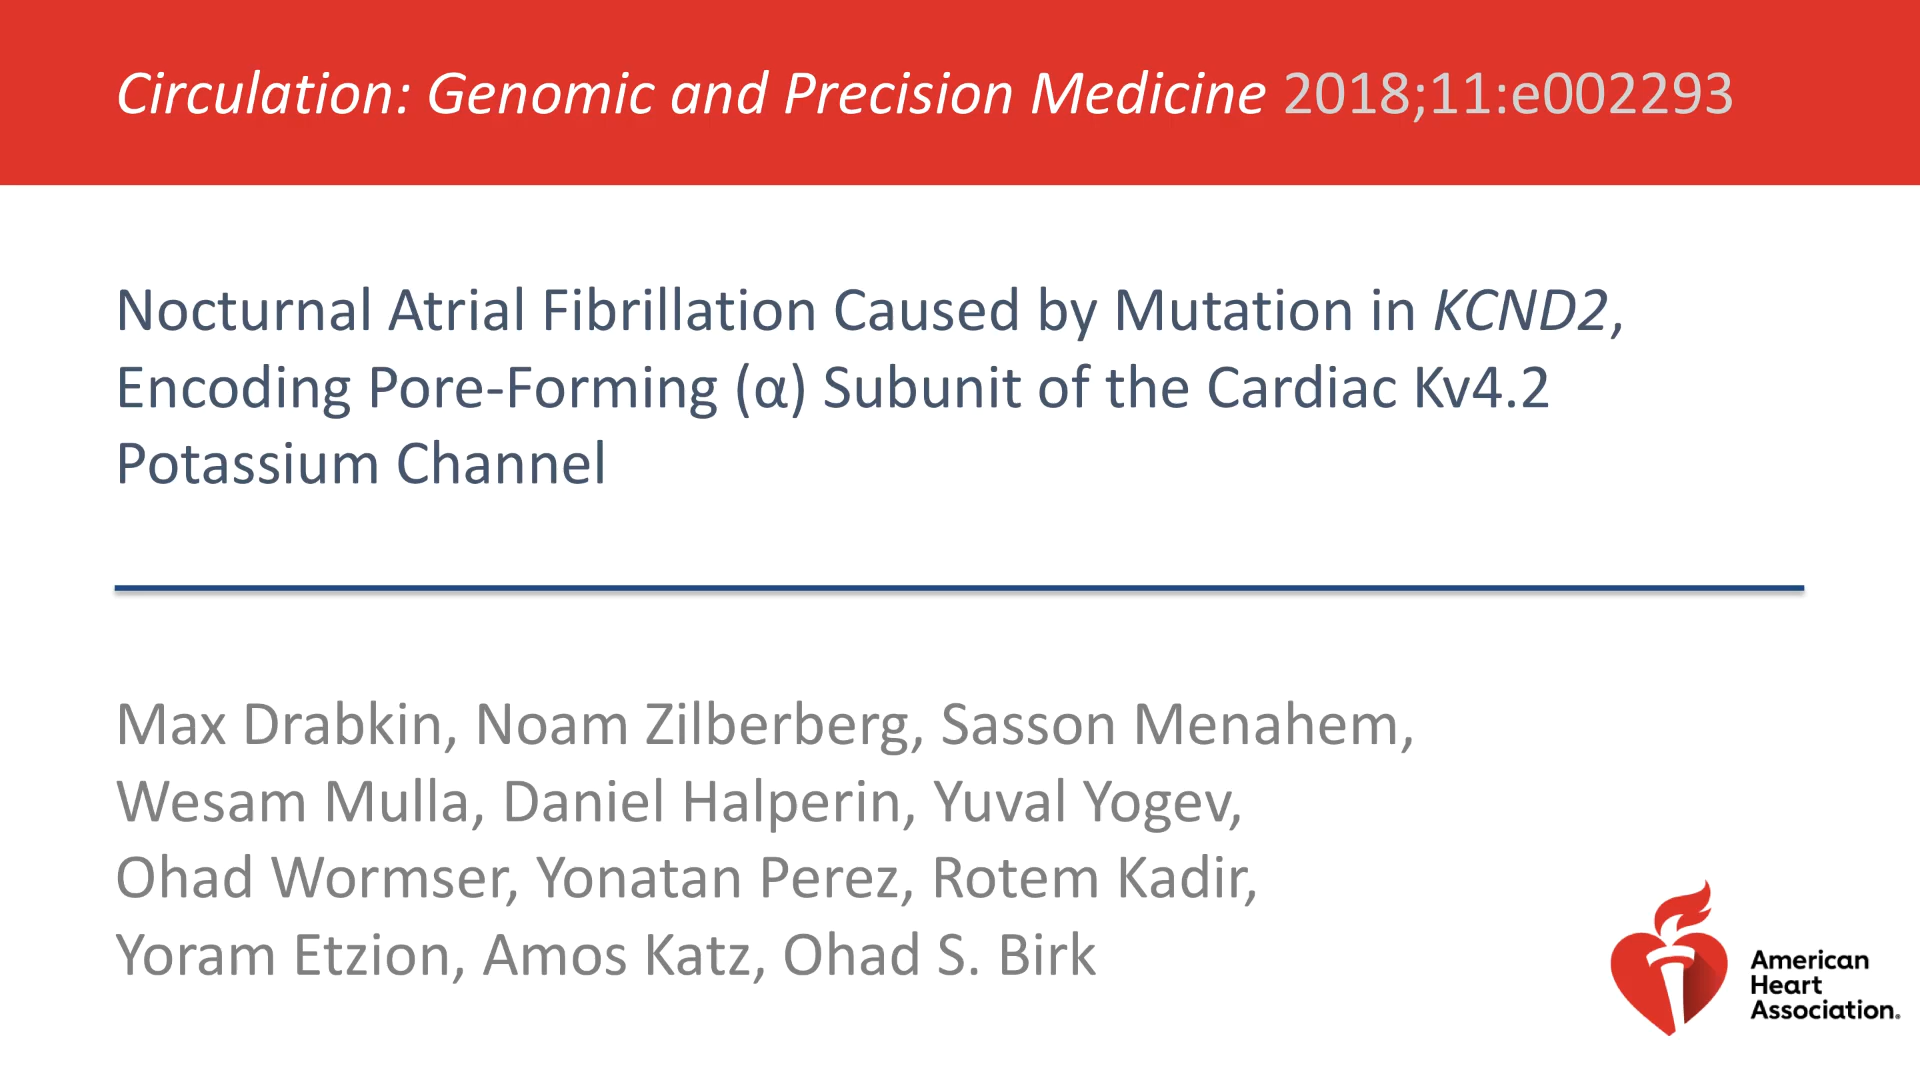 Circulation: Genomic and Precision Medicine 2018;11:e002293
Nocturnal Atrial Fibrillation Caused by Mutation in KCND2,
Encoding Pore-Forming (α) Subunit of the Cardiac Kv4.2
Potassium Channel
Max Drabkin, Noam Zilberberg, Sasson Menahem,
Wesam Mulla, Daniel Halperin, Yuval Yogev,
Ohad Wormser, Yonatan Perez, Rotem Kadir,
Yoram Etzion, Amos Katz, Ohad S. Birk
American
Heart
Association.